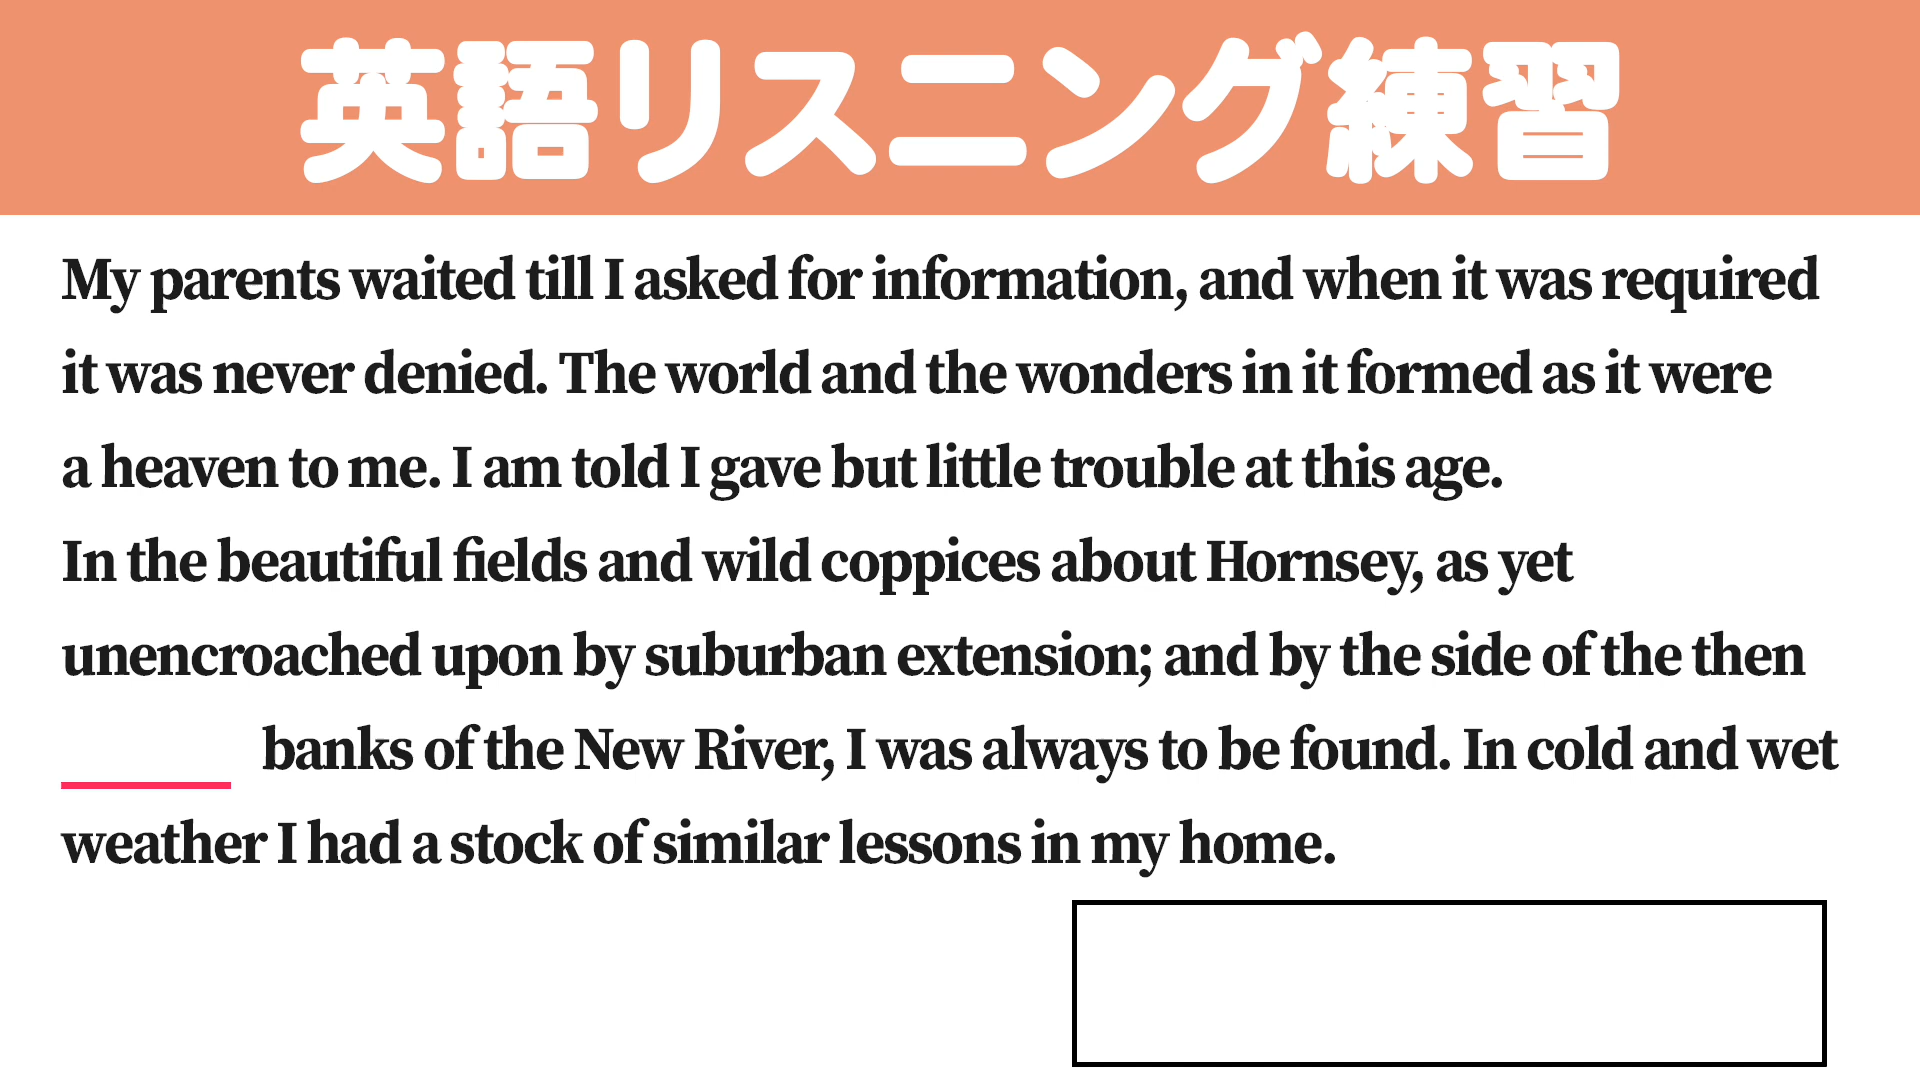 英語リスニング練習
My parents waited till I asked for information, and when it was required
it was never denied. The world and the wonders in it formed as it were
a heaven to me. I am told I gave but little trouble at this age.
In the beautiful fields and wild coppices about Hornsey, as yet
unencroached upon by suburban extension; and by the side of the then
banks of the New River, I was always to be found. In cold and wet
weather I had a stock of similar lessons in my home.